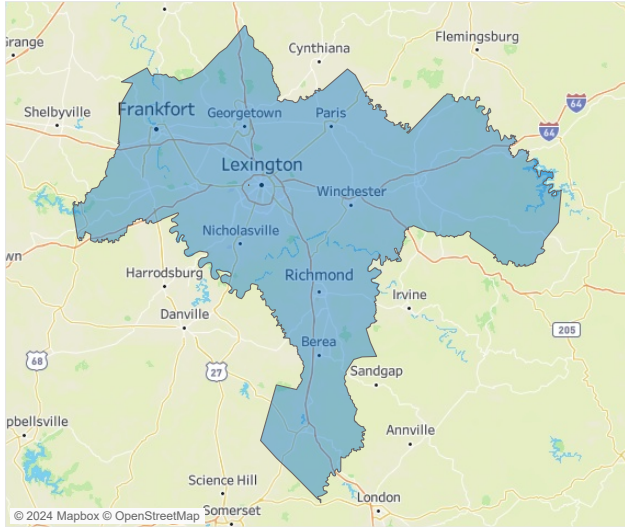 Flemingsburg
Grange
Cynthiana
64
Shelbyville
Frankfort
Georgetown
Paris
64
Lexington
Winchester
Nicholasville
wn
Harrodsburg
Richmond
Irvine
Danville
205
Berea
68
27
Sandgap
pbellsville
Annville
Science Hill
London
Somerset
© 2024 Mapbox © OpenStreetMap